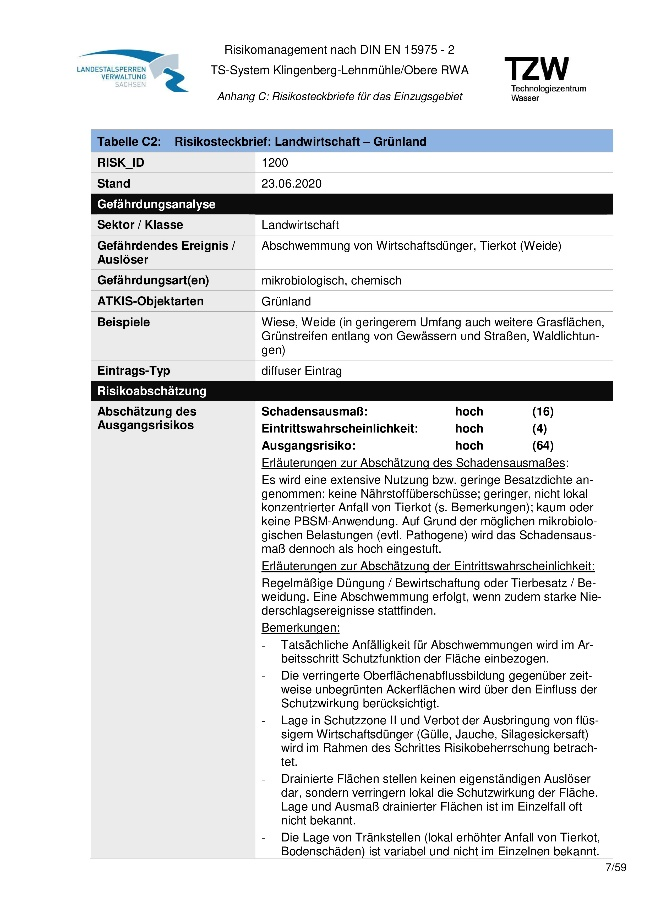 Risikomanagement nach DIN EN 15975 - 2
TS-System Klingenberg-Lehnmühle/Obere RWA
Anhang C: Risikosteckbriefe für das Einzugsgebiet
LANDESTALSPERREN
VERWALTUNG
SACHSEN
TZW
Technologiezentrum
Wasser
Tabelle C2: Risikosteckbrief: Landwirtschaft – Grünland
RISK_ID 1200
Stand 23.06.2020
Gefährdungsanalyse
Sektor / Klasse Landwirtschaft
Gefährdendes Ereignis / Abschwemmung von Wirtschaftsdünger, Tierkot (Weide)
Auslöser
Gefährdungsart(en) mikrobiologisch, chemisch
ATKIS-Objektarten Grünland
Beispiele Wiese, Weide (in geringerem Umfang auch weitere Grasflächen,
Grünstreifen entlang von Gewässern und Straßen, Waldlichtun-
gen)
Eintrags-Typ diffuser Eintrag
Risikoabschätzung
Abschätzung des
Ausgangsrisikos
Schadensausmaß: hoch (16)
Eintrittswahrscheinlichkeit: hoch (4)
Ausgangsrisiko: hoch (64)
Erläuterungen zur Abschätzung des Schadensausmaßes:
Es wird eine extensive Nutzung bzw. geringe Besatzdichte an-
genommen: keine Nährstoffüberschüsse; geringer, nicht lokal
konzentrierter Anfall von Tierkot (s. Bemerkungen); kaum oder
keine PBSM-Anwendung. Auf Grund der möglichen mikrobiolo-
gischen Belastungen (evtl. Pathogene) wird das Schadensaus-
maß dennoch als hoch eingestuft.
Erläuterungen zur Abschätzung der Eintrittswahrscheinlichkeit:
Regelmäßige Düngung / Bewirtschaftung oder Tierbesatz / Be-
weidung. Eine Abschwemmung erfolgt, wenn zudem starke Nie-
derschlagsereignisse stattfinden.
Bemerkungen:
- Tatsächliche Anfälligkeit für Abschwemmungen wird im Ar-
beitsschritt Schutzfunktion der Fläche einbezogen.
- Die verringerte Oberflächenabflussbildung gegenüber zeit-
weise unbegrünten Ackerflächen wird über den Einfluss der
Schutzwirkung berücksichtigt.
- Lage in Schutzzone II und Verbot der Ausbringung von flüs-
sigem Wirtschaftsdünger (Gülle, Jauche, Silagesickersaft)
wird im Rahmen des Schrittes Risikobeherrschung betrach-
tet.
- Drainierte Flächen stellen keinen eigenständigen Auslöser
dar, sondern verringern lokal die Schutzwirkung der Fläche.
Lage und Ausmaß drainierter Flächen ist im Einzelfall oft
nicht bekannt.
- Die Lage von Tränkstellen (lokal erhöhter Anfall von Tierkot,
Bodenschäden) ist variabel und nicht im Einzelnen bekannt.
7/59